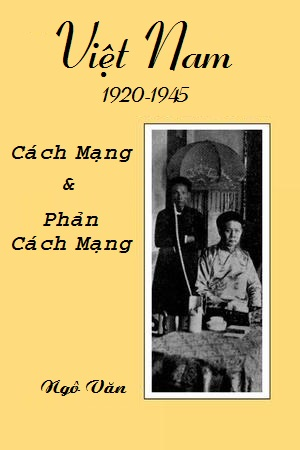 Việt Nam
1920-1945
Cách Mạng
&
Phản
Cách Mạng
Ngô Văn